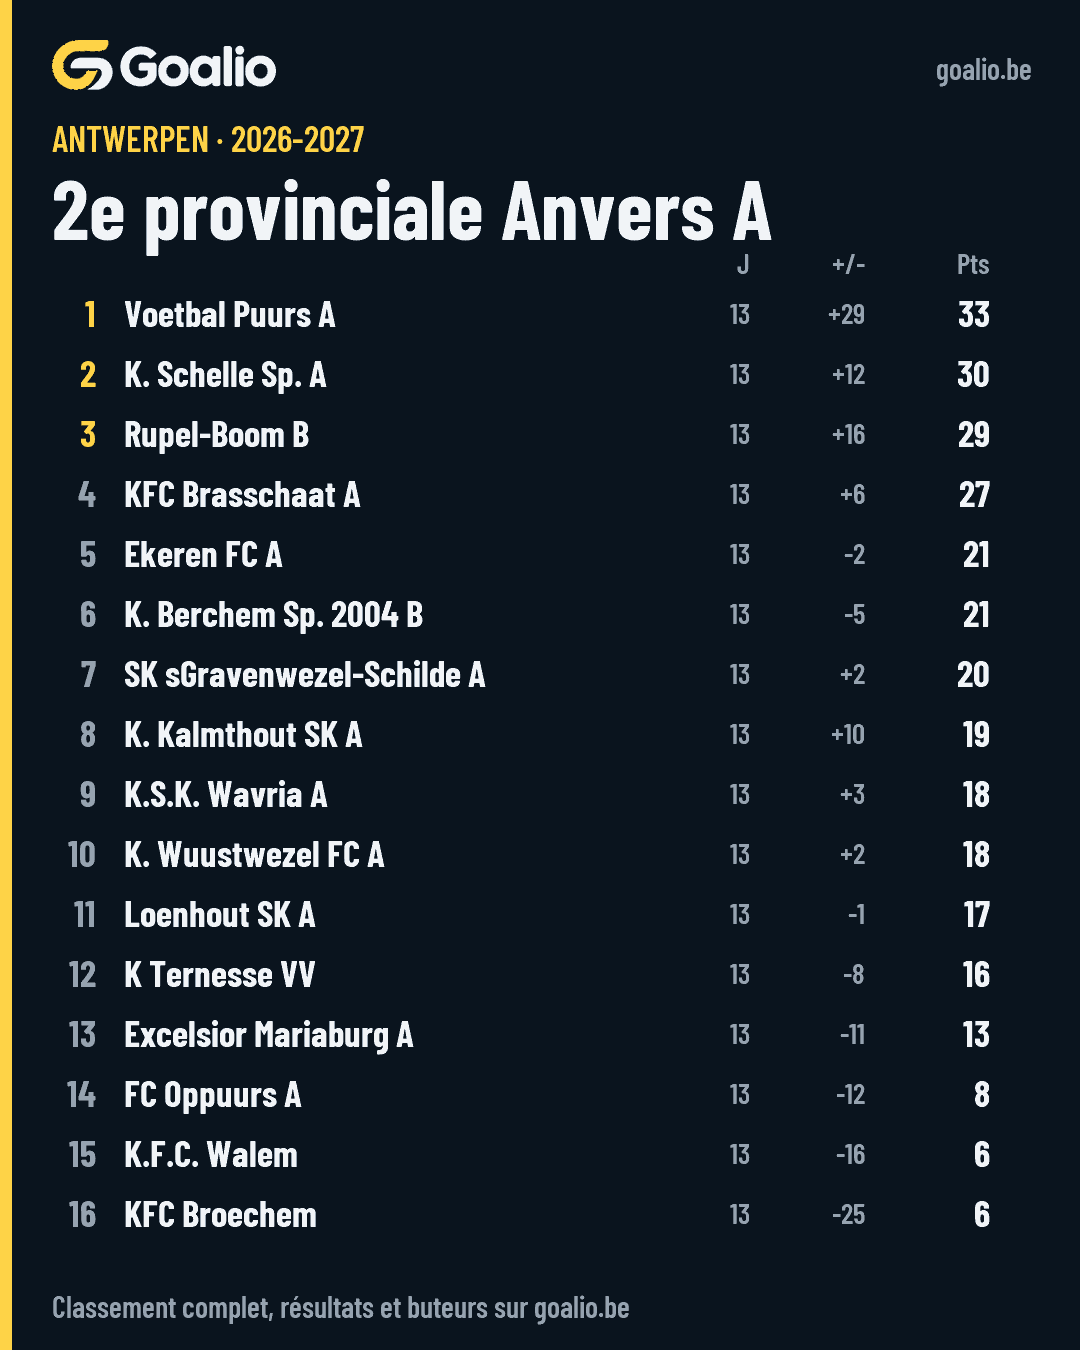 Goalio
goalio.be
ANTWERPEN · 2026-2027
2e provinciale Anvers A
J +/- Pts
1 Voetbal Puurs A 13 +29 33
2 K. Schelle Sp. A 13 +12 30
3 Rupel-Boom B 13 +16 29
4 KFC Brasschaat A 13 +6 27
5 Ekeren FC A 13 -2 21
6 K. Berchem Sp. 2004 B 13 -5 21
7 SK sGravenwezel-Schilde A 13 +2 20
8 K. Kalmthout SK A 13 +10 19
9 K.S.K. Wavria A 13 +3 18
10 K. Wuustwezel FC A 13 +2 18
11 Loenhout SK A 13 -1 17
12 K Ternesse VV 13 -8 16
13 Excelsior Mariaburg A 13 -11 13
14 FC Oppuurs A 13 -12 8
15 K.F.C. Walem 13 -16 6
16 KFC Broechem 13 -25 6
Classement complet, résultats et buteurs sur goalio.be